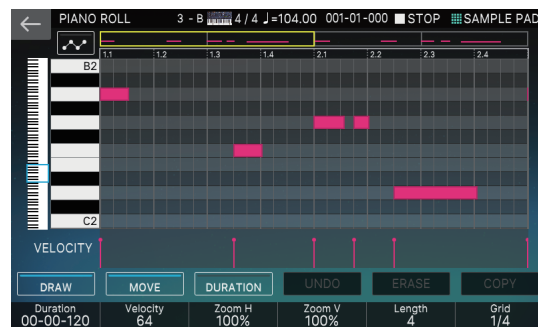 PIANO ROLL 3 - B 4 / 4 ♩=104.00 001-01-000 STOP SAMPLE PAD
1.1 1.2 1.3 1.4 2.1 2.2 2.3 2.4
B2
C2
VELOCITY
DRAW MOVE DURATION UNDO ERASE COPY
Duration Velocity Zoom H Zoom V Length Grid
00-00-120 64 100% 100% 4 1/4